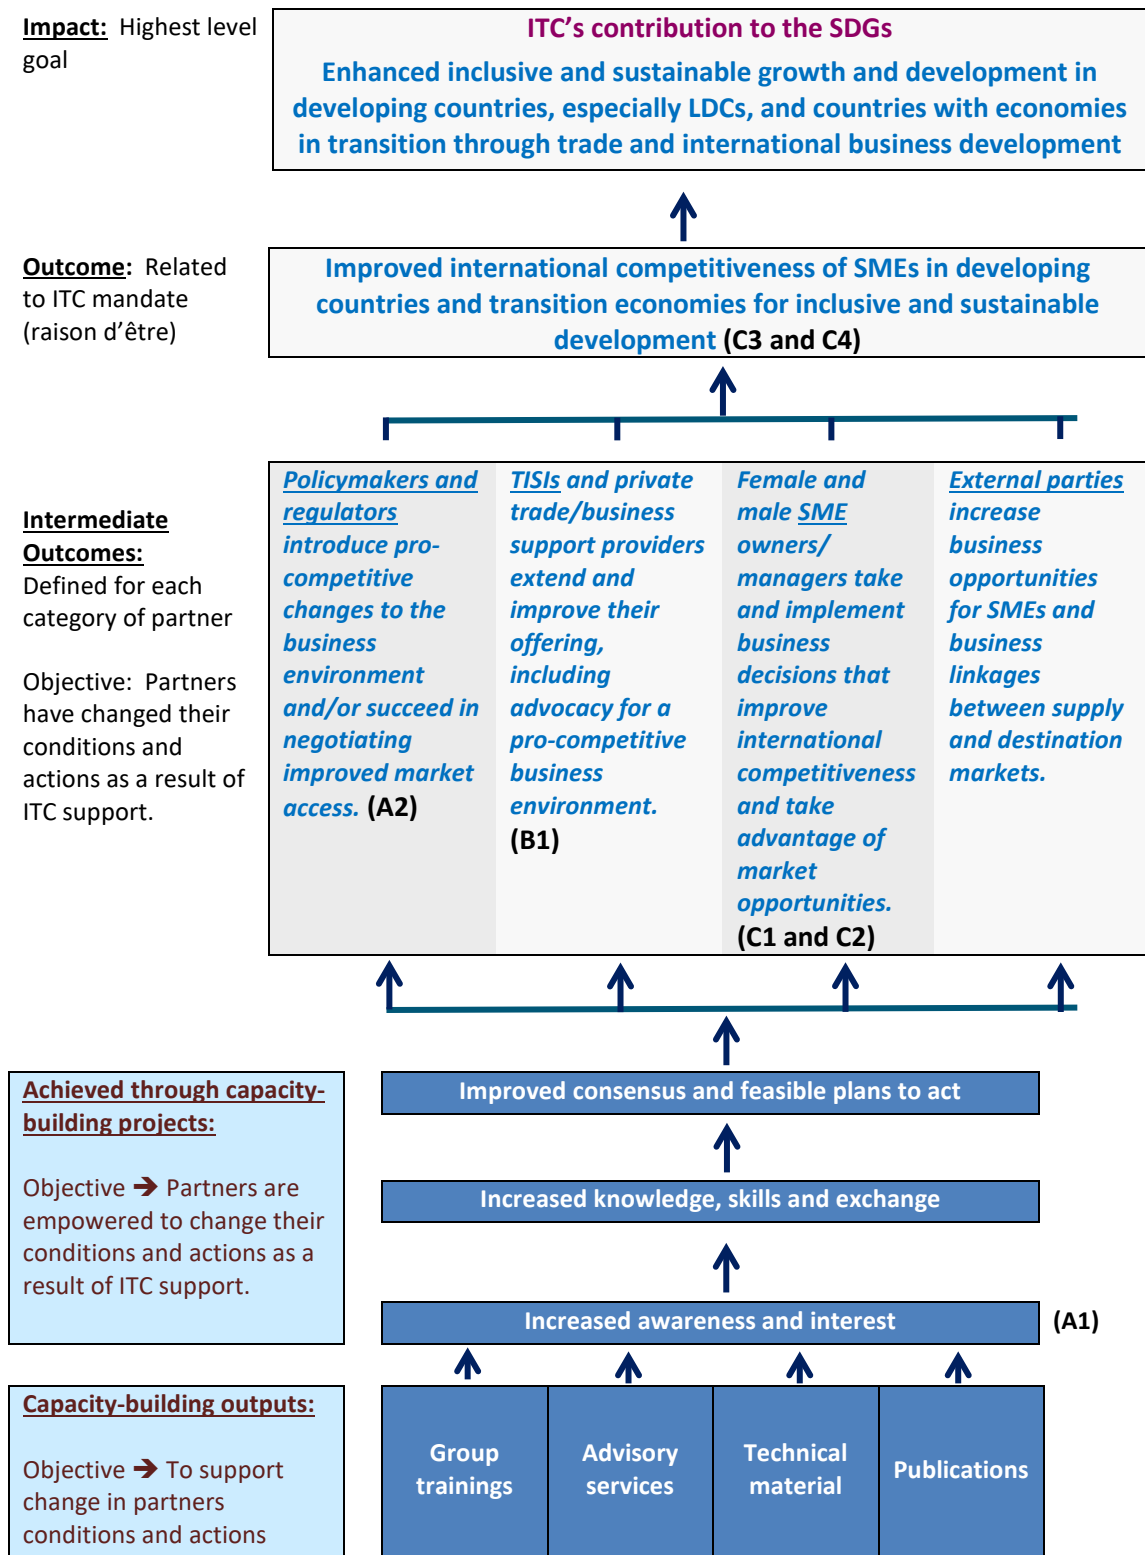 Impact: Highest level
goal
ITC's contribution to the SDGs
Enhanced inclusive and sustainable growth and development in
developing countries, especially LDCs, and countries with economies
in transition through trade and international business development
Outcome: Related
to ITC mandate
(raison d'être)
Improved international competitiveness of SMEs in developing
countries and transition economies for inclusive and sustainable
development (C3 and C4)
Intermediate
Outcomes:
Defined for each
category of partner
Objective: Partners
have changed their
conditions and
actions as a result of
ITC support.
Policymakers and
regulators
introduce pro-
competitive
changes to the
business
environment
and/or succeed in
negotiating
improved market
access. (A2)
TISIs and private
trade/business
support providers
extend and
improve their
offering,
including
advocacy for a
pro-competitive
business
environment.
(B1)
Female and
male SME
owners/
managers take
and implement
business
decisions that
improve
international
competitiveness
and take
advantage of
market
opportunities.
(C1 and C2)
External parties
increase
business
opportunities
for SMEs and
business
linkages
between supply
and destination
markets.
Achieved through capacity-
building projects:
Objective ➔ Partners are
empowered to change their
conditions and actions as a
result of ITC support.
Improved consensus and feasible plans to act
Increased knowledge, skills and exchange
Increased awareness and interest
(A1)
Capacity-building outputs:
Objective ➔ To support
change in partners
conditions and actions
Group
trainings
Advisory
services
Technical
material
Publications